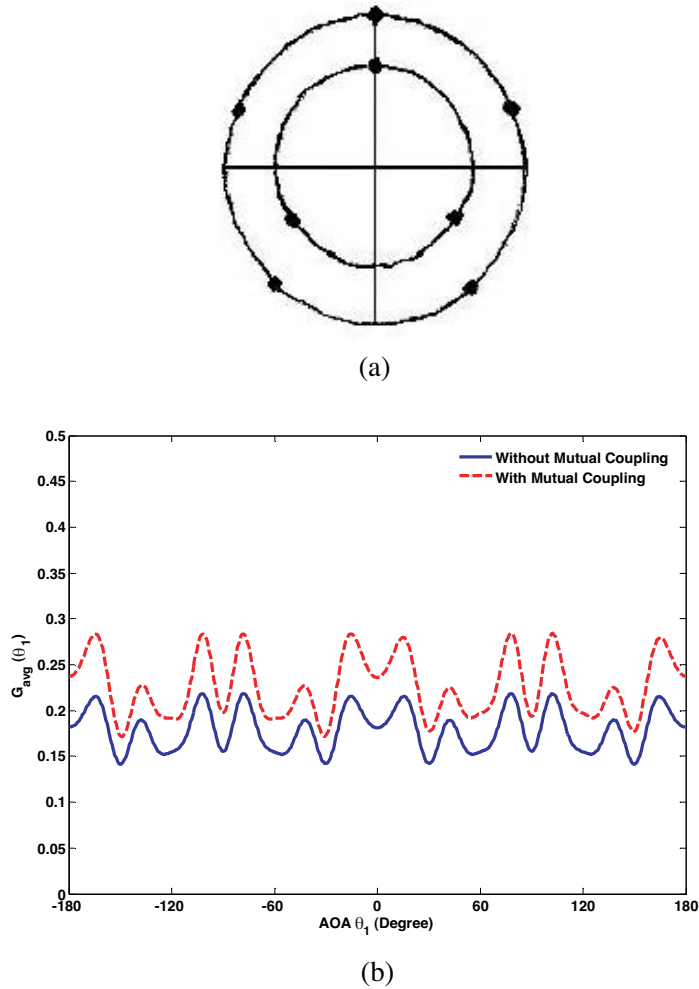 (a)
0.5
0.45
0.4
0.35
0.3
0.25
0.2
0.15
0.1
0.05
0
G_avg (θ_1)
Without Mutual Coupling
With Mutual Coupling
-180 -120 -60 0 60 120 180
AOA θ_1 (Degree)
(b)